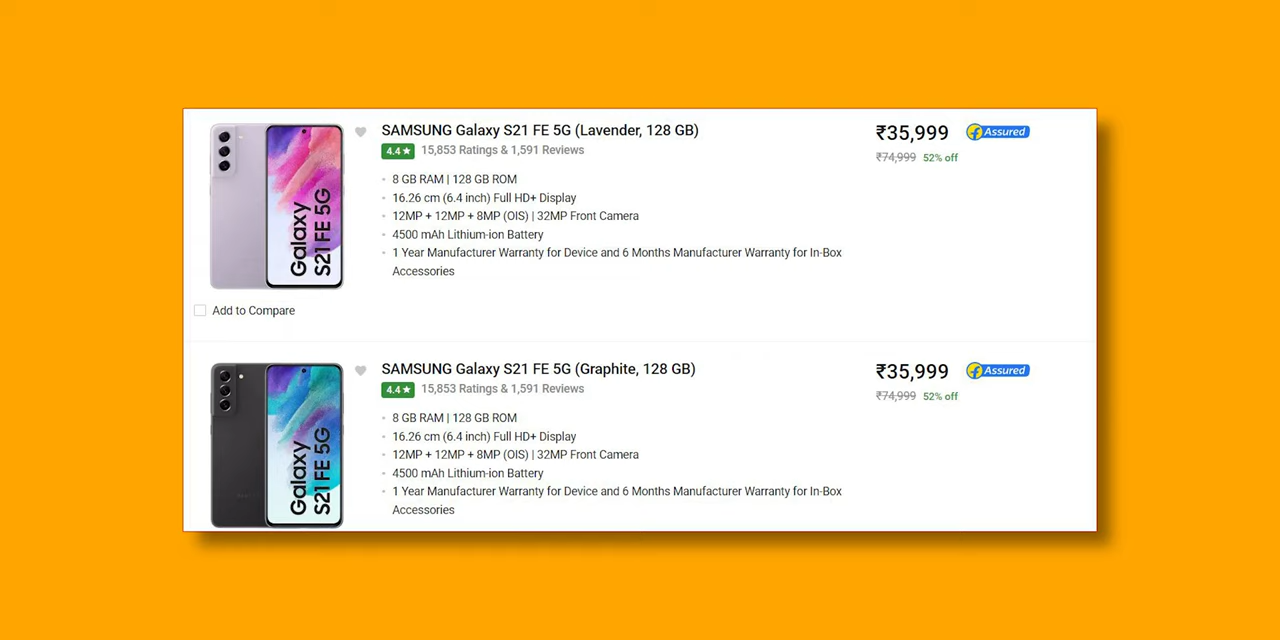 SAMSUNG Galaxy S21 FE 5G (Lavender, 128 GB)
₹35,999
Assured
4.4★
15,853 Ratings & 1,591 Reviews
₹74,999 52% off
8 GB RAM | 128 GB ROM
16.26 cm (6.4 inch) Full HD+ Display
12MP + 12MP + 8MP (OIS) | 32MP Front Camera
4500 mAh Lithium-ion Battery
1 Year Manufacturer Warranty for Device and 6 Months Manufacturer Warranty for In-Box
Accessories
Galaxy
S21 FE 5G
Add to Compare
SAMSUNG Galaxy S21 FE 5G (Graphite, 128 GB)
₹35,999
Assured
4.4★
15,853 Ratings & 1,591 Reviews
₹74,999 52% off
8 GB RAM | 128 GB ROM
16.26 cm (6.4 inch) Full HD+ Display
12MP + 12MP + 8MP (OIS) | 32MP Front Camera
4500 mAh Lithium-ion Battery
1 Year Manufacturer Warranty for Device and 6 Months Manufacturer Warranty for In-Box
Accessories
Galaxy
S21 FE 5G